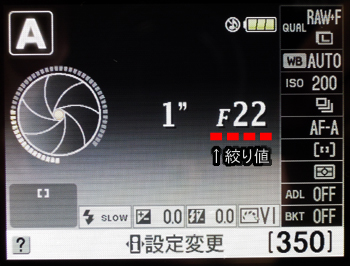 A
QUAL RAW+F
L
WB AUTO
ISO 200
1" F22
↑絞り値
AF-A
ADL OFF
BKT OFF
SLOW 0.0 0.0 VI
? 設定変更 [350]